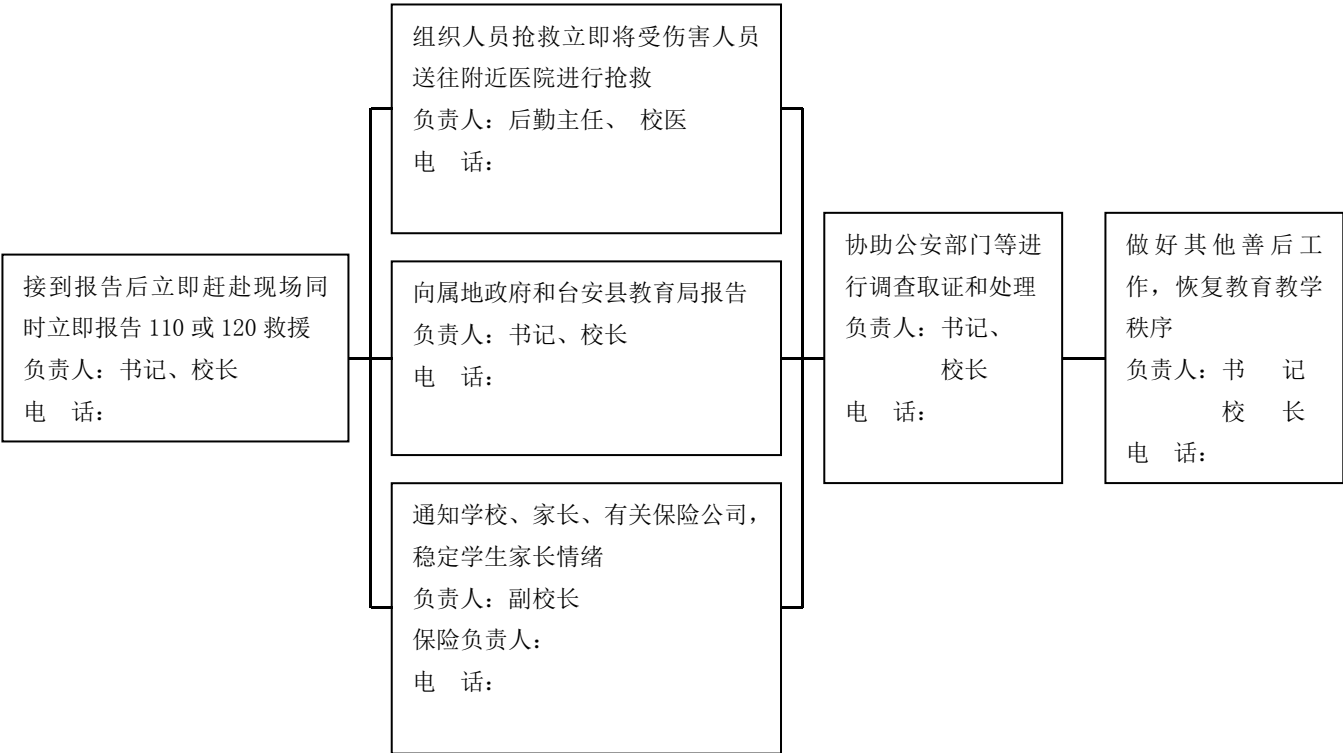 接到报告后立即赶赴现场同
时立即报告 110 或 120 救援
负责人：书记、校长
电　话：
组织人员抢救立即将受伤害人员
送往附近医院进行抢救
负责人：后勤主任、 校医
电　话：
向属地政府和台安县教育局报告
负责人：书记、校长
电　话：
通知学校、家长、有关保险公司，
稳定学生家长情绪
负责人：副校长
保险负责人：
电　话：
协助公安部门等进
行调查取证和处理
负责人：书记、
校长
电　话：
做好其他善后工
作，恢复教育教学
秩序
负责人：书　记
校　长
电　话：